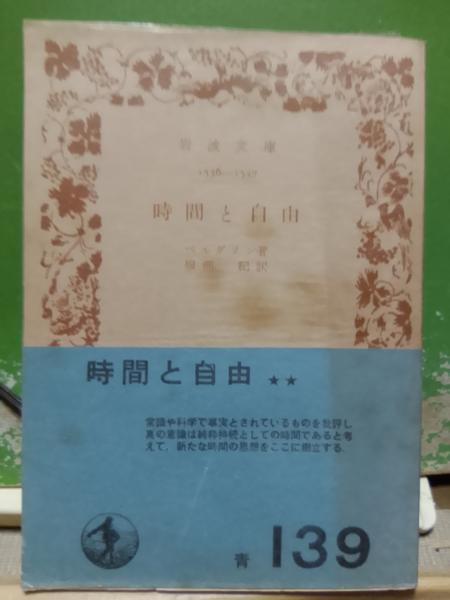 岩波文庫
時間と自由
ベルグソン著
紀訳
時間と自由 ★★
常識や科学で事実とされているものを批評し
真の意識は純粋持続としての時間であると考
えて、新たな時間の思想をここに樹立する.
青 139